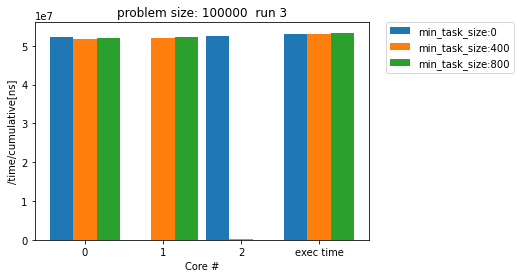 problem size: 100000  run 3
1e7
5
4
3
2
1
0
/time/cumulative[ns]
0
1
2
exec time
Core #
min_task_size:0
min_task_size:400
min_task_size:800